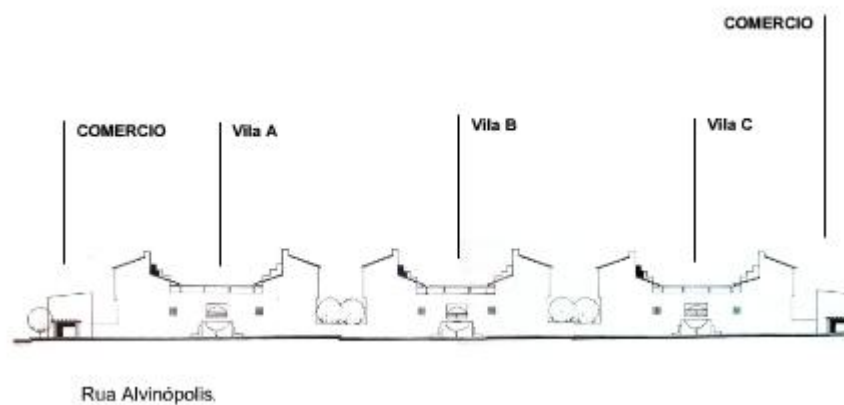 COMERCIO
COMERCIO
Vila A
Vila B
Vila C
Rua Alvinópolis.